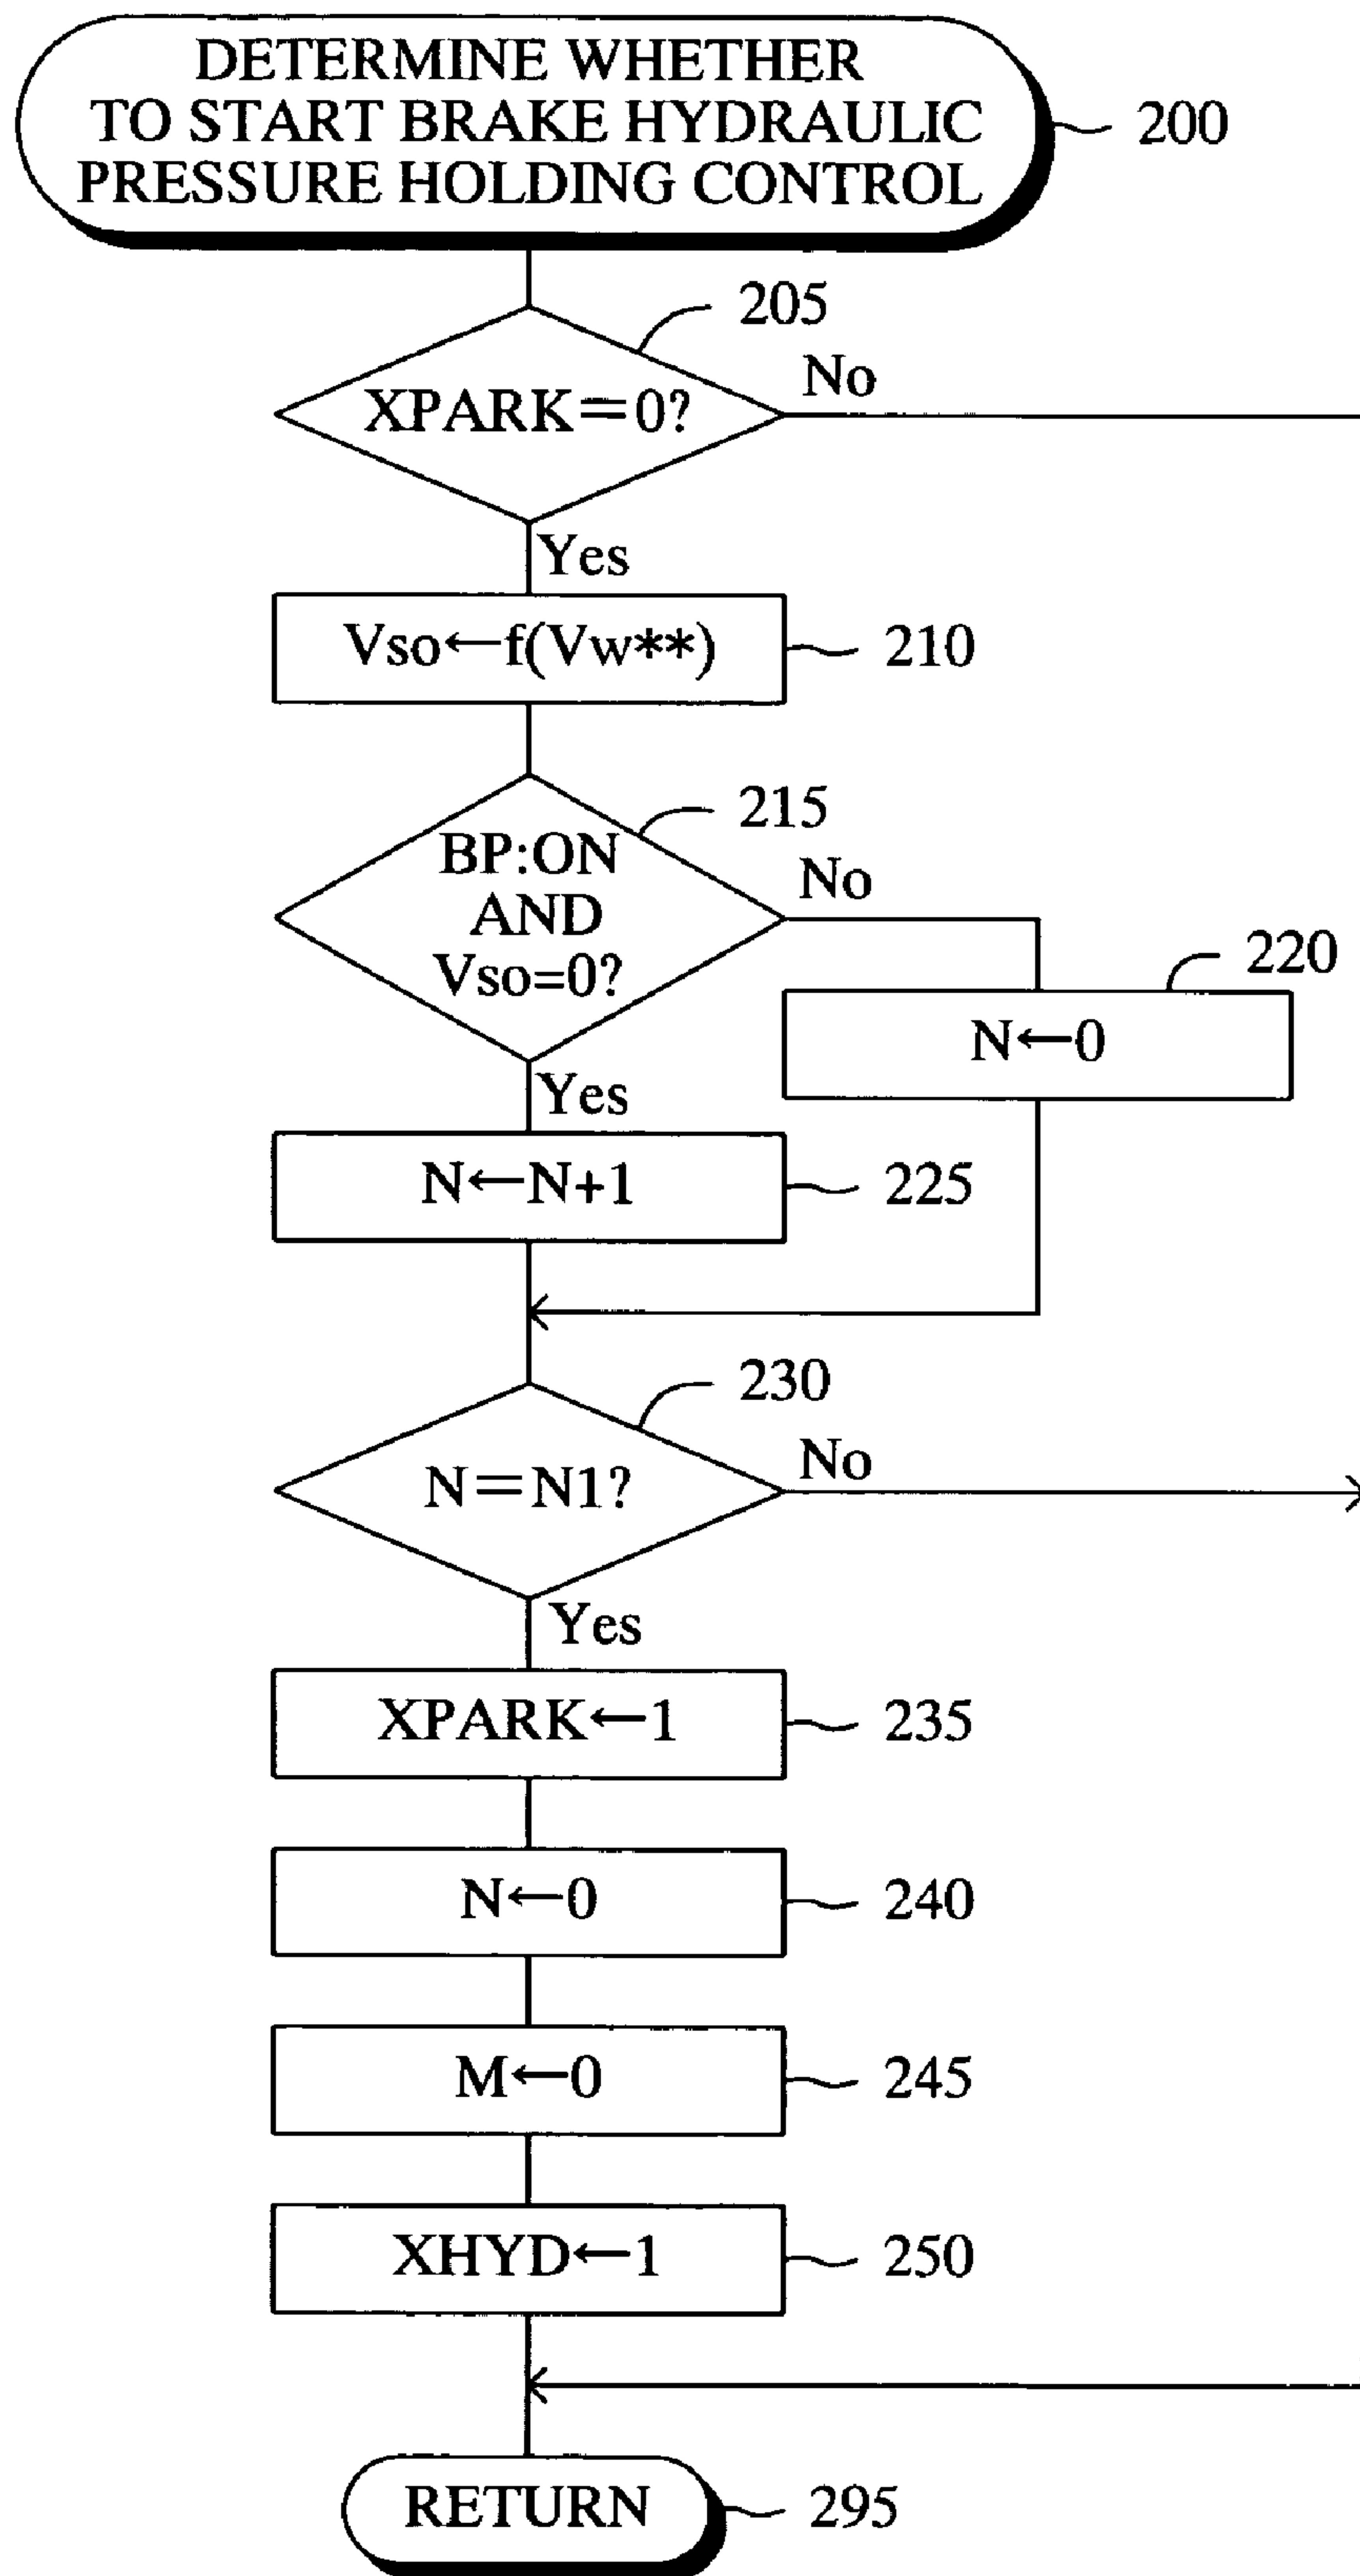 DETERMINE WHETHER
TO START BRAKE HYDRAULIC
PRESSURE HOLDING CONTROL
200
205
XPARK=0?
No
Yes
Vso←f(Vw**)
210
215
BP:ON
AND
Vso=0?
No
220
N←0
Yes
N←N+1
225
230
N=N1?
No
Yes
XPARK←1
235
N←0
240
M←0
245
XHYD←1
250
RETURN
295